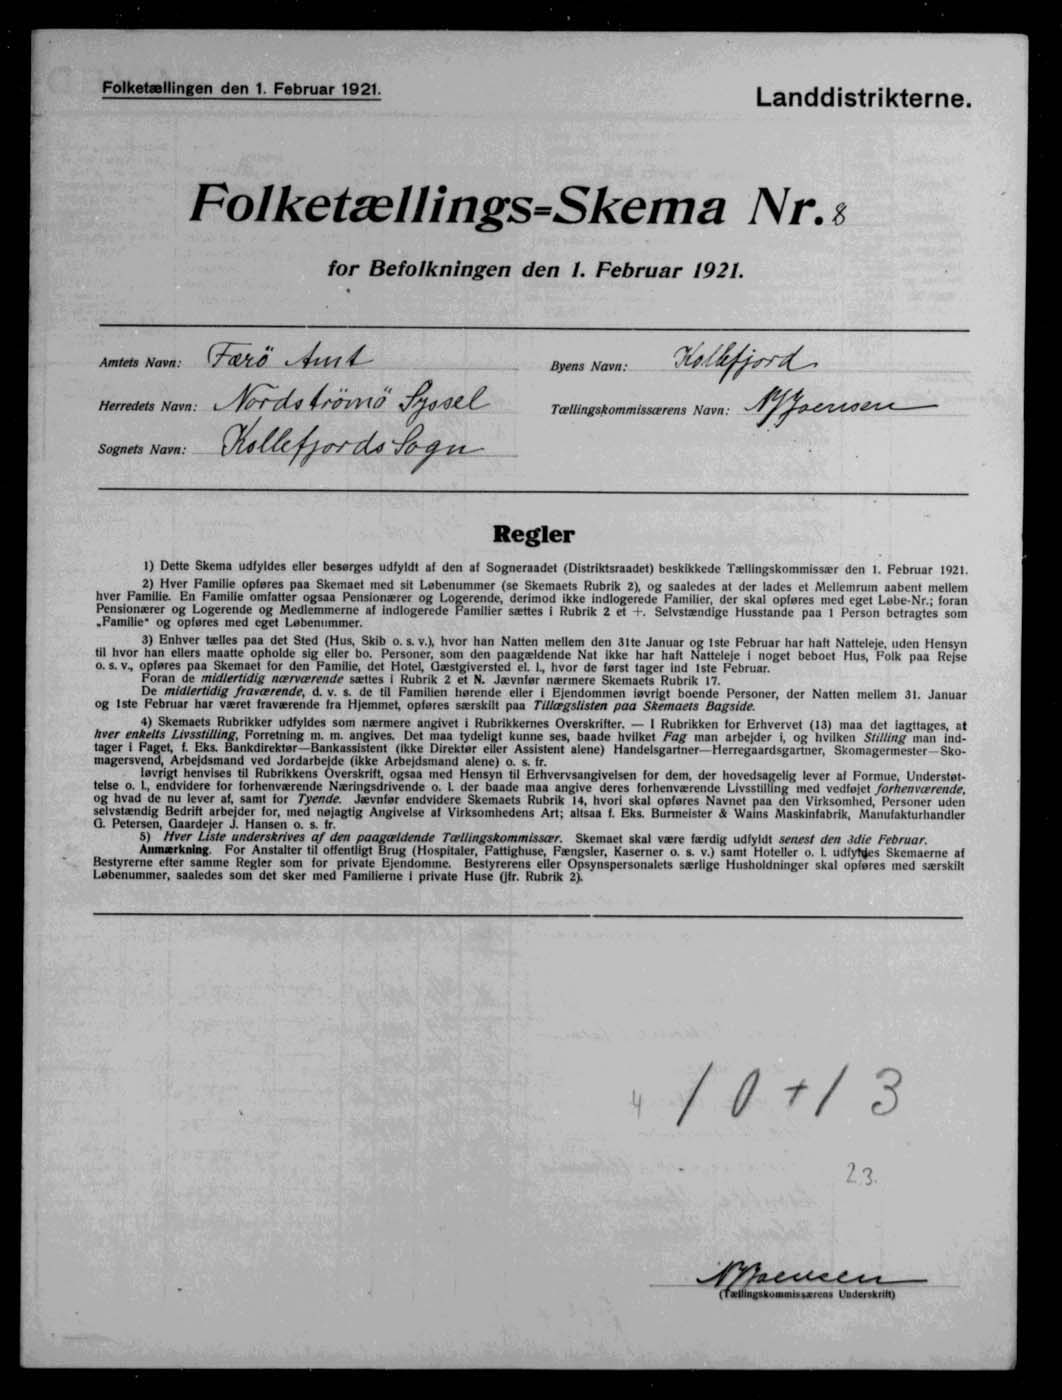 Folketællingen den 1. Februar 1921.
Landdistrikterne.
Folketællings=Skema Nr. 8
for Befolkningen den 1. Februar 1921.
Amtets Navn: Færö Amt
Byens Navn: Kollefjord
Herredets Navn: Nordströmö Syssel
Tællingskommissærens Navn: NJJoensen
Sognets Navn: Kollefjords Sogn
Regler
1) Dette Skema udfyldes eller besørges udfyldt af den af Sogneraadet (Distriktsraadet) beskikkede Tællingskommissær den 1. Februar 1921.
2) Hver Familie opføres paa Skemaet med sit Løbenummer (se Skemaets Rubrik 2), og saaledes at der lades et Mellemrum aabent mellem
hver Familie. En Familie omfatter ogsaa Pensionærer og Logerende, derimod ikke indlogerede Familier, der skal opføres med eget Løbe-Nr.; foran
Pensionærer og Logerende og Medlemmerne af indlogerede Familier sættes i Rubrik 2 et +. Selvstændige Husstande paa 1 Person betragtes som
„Familie“ og opføres med eget Løbenummer.
3) Enhver tælles paa det Sted (Hus, Skib o. s. v.), hvor han Natten mellem den 31te Januar og 1ste Februar har haft Natteleje, uden Hensyn
til hvor han ellers maatte opholde sig eller bo. Personer, som den paagældende Nat ikke har haft Natteleje i noget beboet Hus, Folk paa Rejse
o. s. v., opføres paa Skemaet for den Familie, det Hotel, Gæstgiversted el. l., hvor de først tager ind 1ste Februar.
Foran de midlertidig nærværende sættes i Rubrik 2 et N. Jævnfør nærmere Skemaets Rubrik 17.
De midlertidig fraværende, d. v. s. de til Familien hørende eller i Ejendommen iøvrigt boende Personer, der Natten mellem 31. Januar
og 1ste Februar har været fraværende fra Hjemmet, opføres særskilt paa Tillægslisten paa Skemaets Bagside.
4) Skemaets Rubrikker udfyldes som nærmere angivet i Rubrikkernes Overskrifter. — I Rubrikken for Erhvervet (13) maa det iagttages, at
hver enkelts Livsstilling, Forretning m. m. angives. Det maa tydeligt kunne ses, baade hvilket Fag man arbejder i, og hvilken Stilling man ind-
tager i Faget, f. Eks. Bankdirektør—Bankassistent (ikke Direktør eller Assistent alene) Handelsgartner—Herregaardsgartner, Skomagermester—Sko-
magersvend, Arbejdsmand ved Jordarbejde (ikke Arbejdsmand alene) o. s. fr.
Iøvrigt henvises til Rubrikkens Overskrift, ogsaa med Hensyn til Erhvervsangivelsen for dem, der hovedsagelig lever af Formue, Understøt-
telse o. l., endvidere for forhenværende Næringsdrivende o. l. der baade maa angive deres forhenværende Livsstilling med vedføjet forhenværende,
og hvad de nu lever af, samt for Tyende. Jævnfør endvidere Skemaets Rubrik 14, hvori skal opføres Navnet paa den Virksomhed, Personer uden
selvstændig Bedrift arbejder for, med nøjagtig Angivelse af Virksomhedens Art; altsaa f. Eks. Burmeister & Wains Maskinfabrik, Manufakturhandler
G. Petersen, Gaardejer J. Hansen o. s. fr.
5) Hver Liste underskrives af den paagældende Tællingskommissær. Skemaet skal være færdig udfyldt senest den 3die Februar.
Anmærkning. For Anstalter til offentligt Brug (Hospitaler, Fattighuse, Fængsler, Kaserner o. s. v.) samt Hoteller o. l. udfyldes Skemaerne af
Bestyrerne efter samme Regler som for private Ejendomme. Bestyrerens eller Opsynspersonalets særlige Husholdninger skal opføres med særskilt
Løbenummer, saaledes som det sker med Familierne i private Huse (jfr. Rubrik 2).
4 10+13
23.
NJJoensen
(Tællingskommissærens Underskrift)